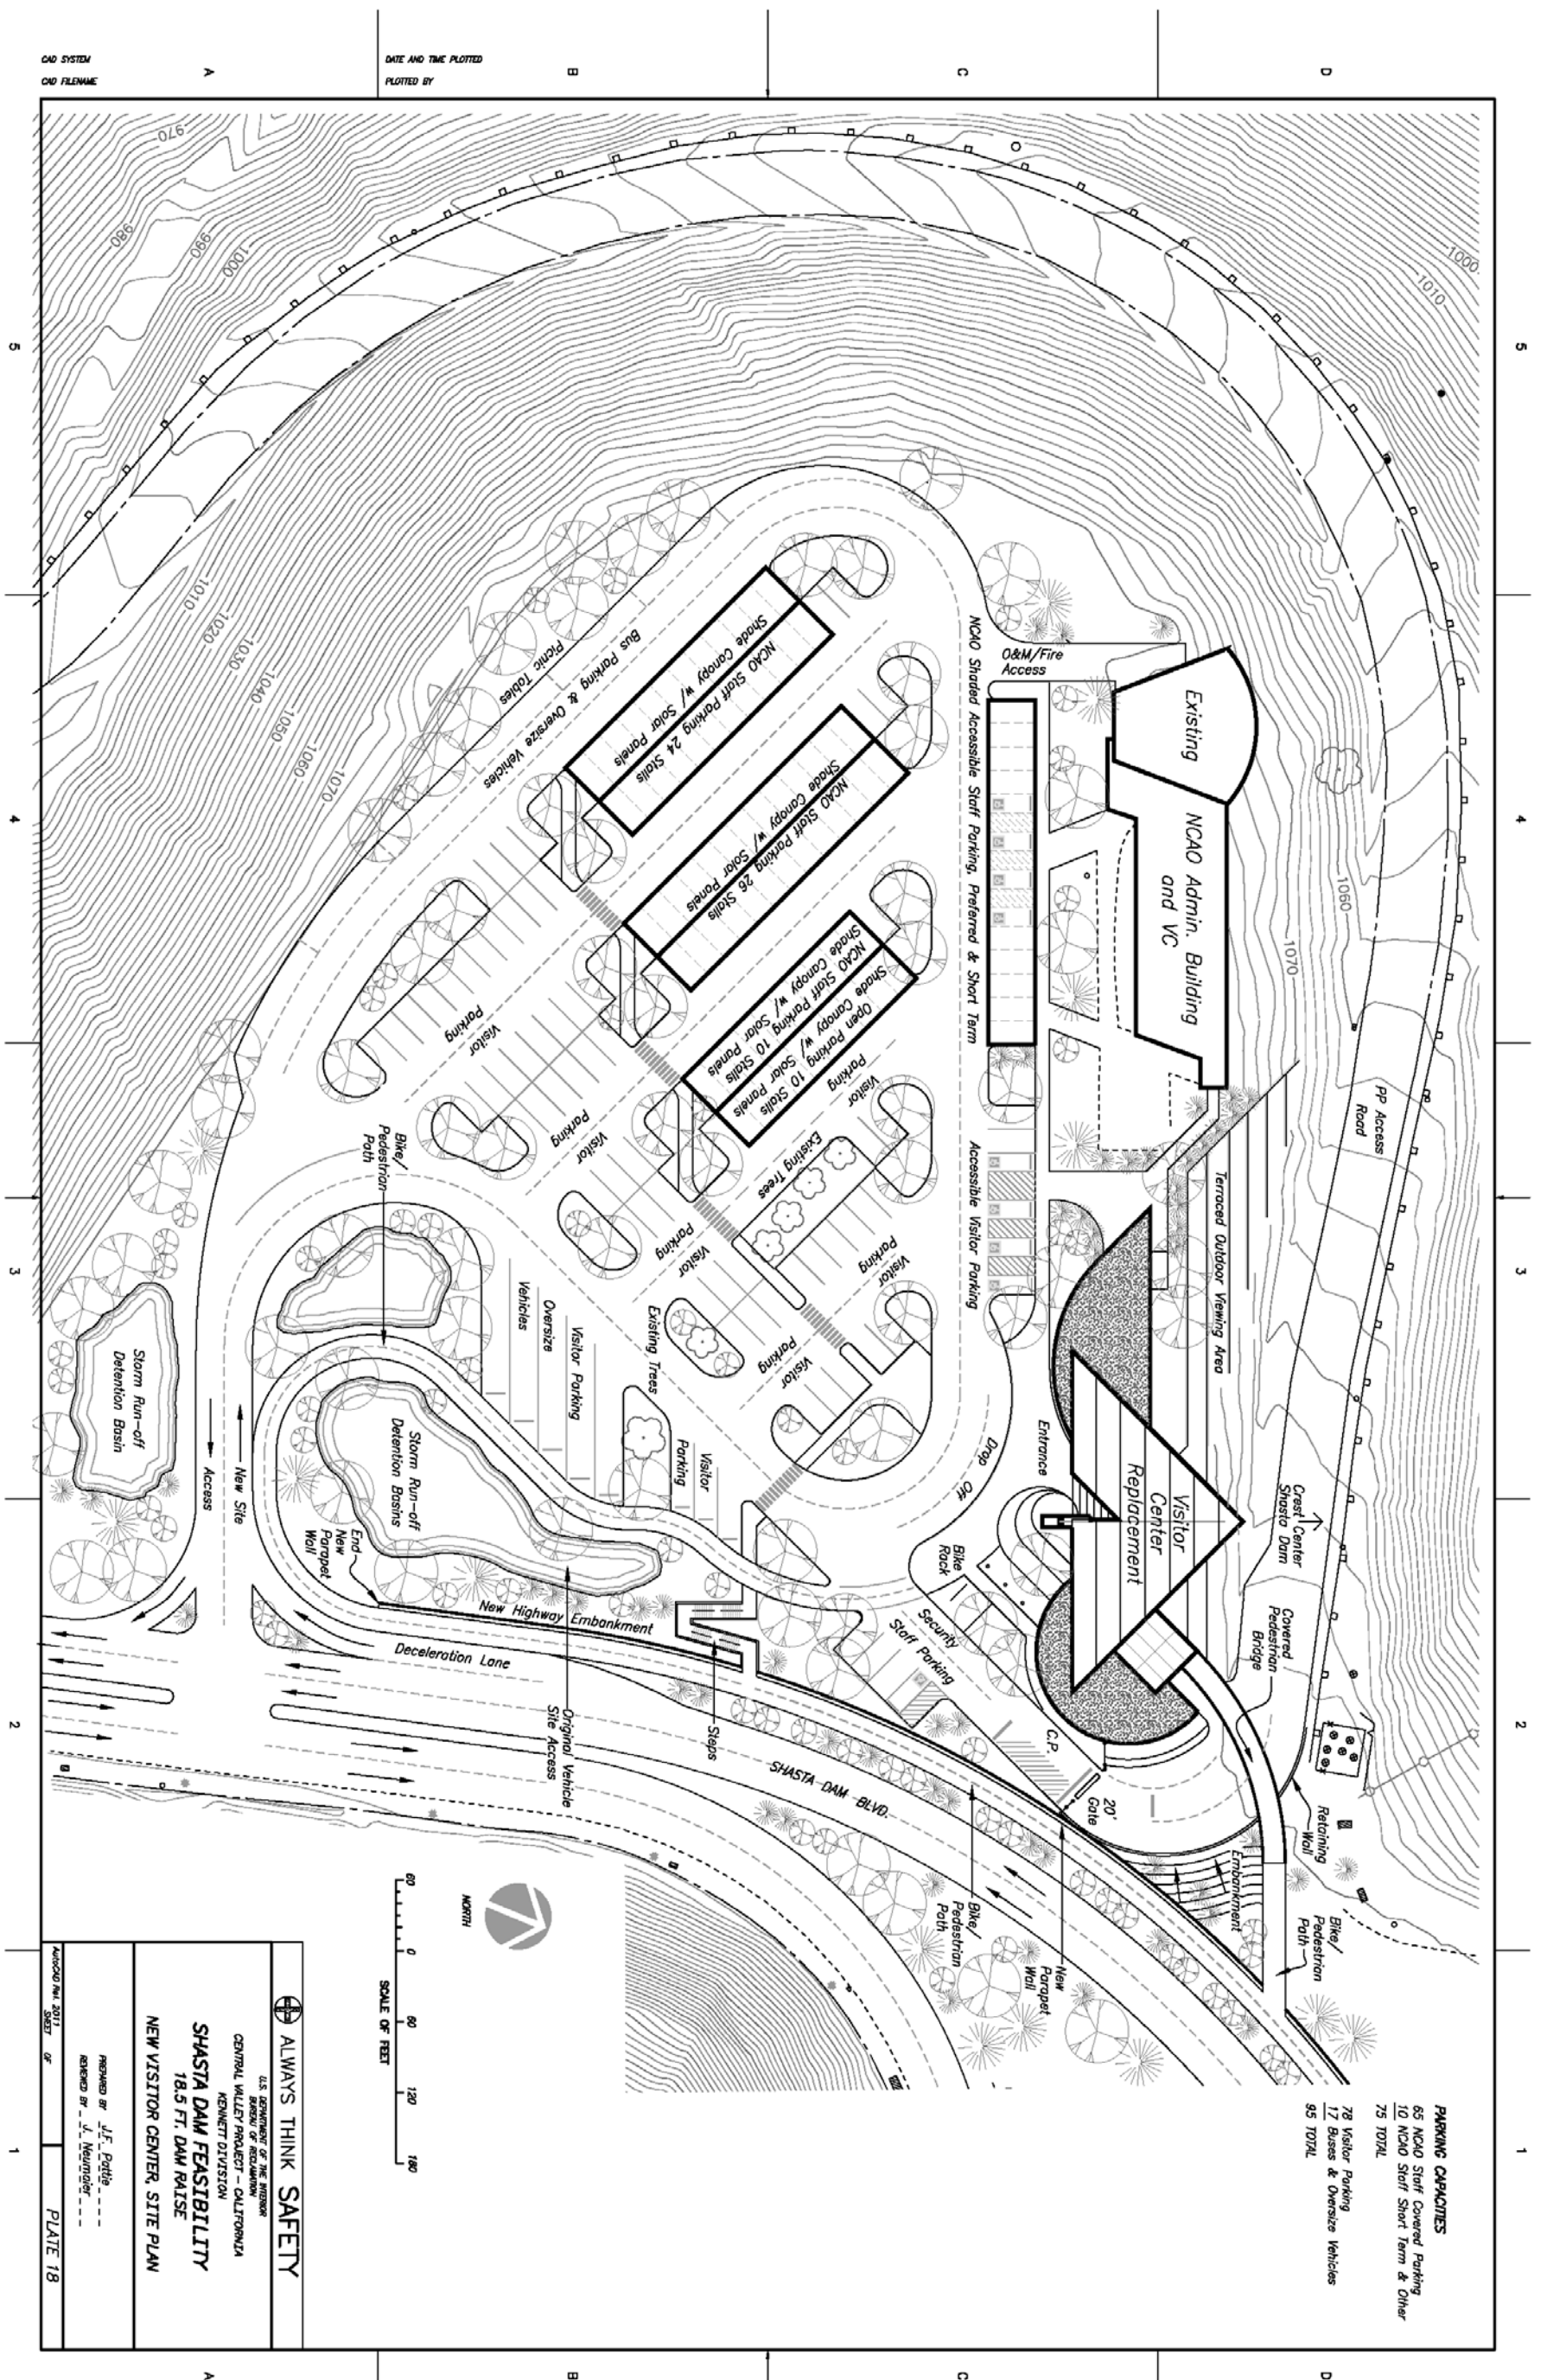 CAD SYSTEM
CAD FILENAME
DATE AND TIME PLOTTED
PLOTTED BY
A
B
C
D
5
4
3
2
1
5
4
3
2
1
A
B
C
D
970
980
990
1000
1000
1010
1010
1020
1030
1040
1050
1060
1070
1060
1070
O&M/Fire
Access
Existing
NCAO Admin. Building
and VC
NCAO Shaded Accessible Staff Parking, Preferred & Short Term
Bus Parking & Oversize Vehicles
Picnic Tables
NCAO Staff Parking 24 Stalls
Shade Canopy w/ Solar Panels
NCAO Staff Parking 26 Stalls
Shade Canopy w/ Solar Panels
Open Parking 10 Stalls
Shade Canopy w/ Solar Panels
NCAO Staff Parking 10 Stalls
Shade Canopy w/ Solar Panels
Visitor
Parking
Visitor
Parking
Visitor
Parking
Visitor
Parking
Visitor
Parking
Visitor
Parking
Existing Trees
Accessible Visitor Parking
PP Access
Road
Terraced Outdoor Viewing Area
Bike/
Pedestrian
Path
Vehicles
Oversize
Visitor Parking
Existing Trees
Visitor
Parking
Drop Off
Entrance
Visitor
Center
Replacement
Crest Center
Shasta Dam
Covered
Pedestrian
Bridge
Storm Run-off
Detention Basin
Storm Run-off
Detention Basins
New Site
Access
End
New
Parapet
Wall
New Highway Embankment
Deceleration Lane
Bike
Rack
Security
Staff Parking
C.P.
20'
Gate
Retaining
Wall
Embankment
Steps
Original Vehicle
Site Access
SHASTA DAM BLVD.
Bike/
Pedestrian
Path
New
Parapet
Wall
Bike/
Pedestrian
Path
NORTH
60 0 60 120 180
SCALE OF FEET
PARKING CAPACITIES
65 NCAO Staff Covered Parking
10 NCAO Staff Short Term & Other
75 TOTAL
78 Visitor Parking
17 Buses & Oversize Vehicles
95 TOTAL
ALWAYS THINK SAFETY
U.S. DEPARTMENT OF THE INTERIOR
BUREAU OF RECLAMATION
CENTRAL VALLEY PROJECT - CALIFORNIA
KENNETT DIVISION
SHASTA DAM FEASIBILITY
18.5 FT. DAM RAISE
NEW VISITOR CENTER, SITE PLAN
PREPARED BY J.F. Pattie
REVIEWED BY J. Neumaier
AutoCAD Rel. 2011
SHEET OF
PLATE 18